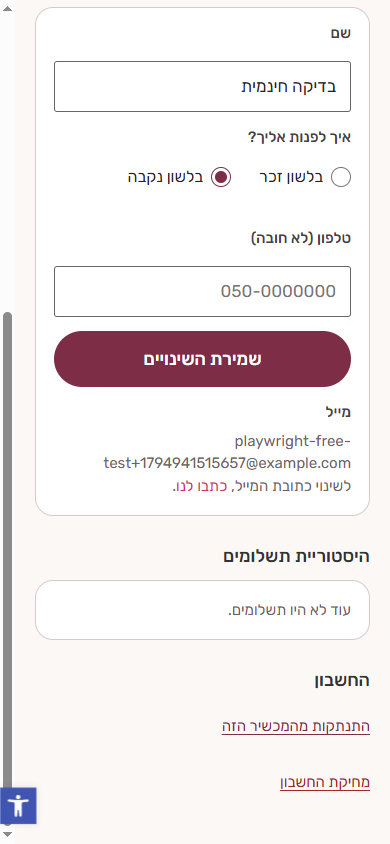 שם
בדיקה חינמית
איך לפנות אליך?
בלשון זכר
בלשון נקבה
טלפון (לא חובה)
050-0000000
שמירת השינויים
מייל
playwright-free-
test+1794941515657@example.com
לשינוי כתובת המייל, כתבו לנו.
היסטוריית תשלומים
עוד לא היו תשלומים.
החשבון
התנתקות מהמכשיר הזה
מחיקת החשבון